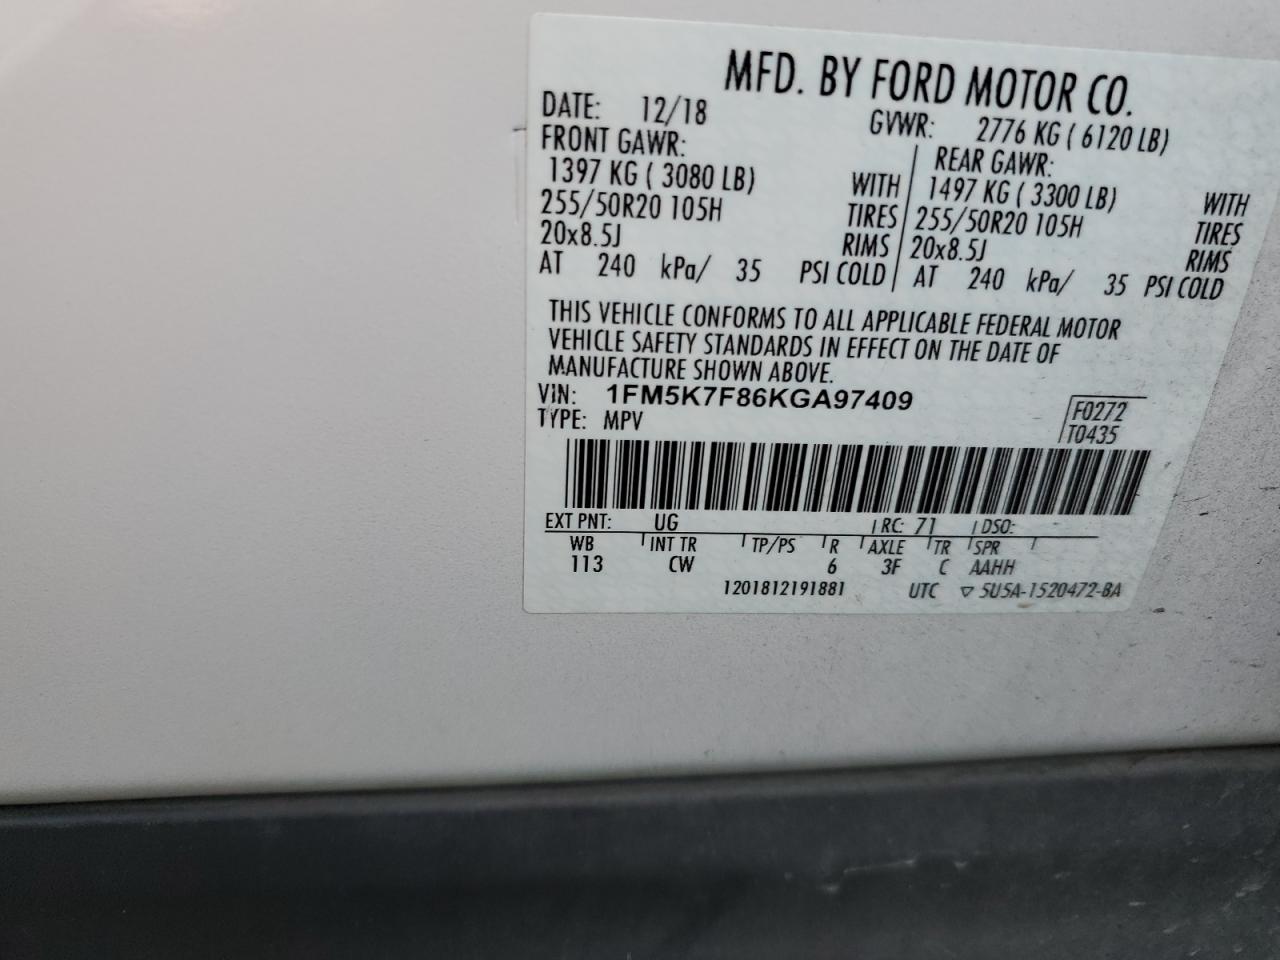 MFD. BY FORD MOTOR CO.
DATE: 12/18 GVWR: 2776 KG ( 6120 LB)
FRONT GAWR: REAR GAWR:
1397 KG ( 3080 LB) WITH 1497 KG ( 3300 LB) WITH
255/50R20 105H TIRES 255/50R20 105H TIRES
20x8.5J RIMS 20x8.5J RIMS
AT 240 kPa/ 35 PSI COLD AT 240 kPa/ 35 PSI COLD
THIS VEHICLE CONFORMS TO ALL APPLICABLE FEDERAL MOTOR
VEHICLE SAFETY STANDARDS IN EFFECT ON THE DATE OF
MANUFACTURE SHOWN ABOVE.
VIN: 1FM5K7F86KGA97409 F0272
TYPE: MPV T0435
EXT PNT: UG RC: 71 DSO:
WB INT TR TP/PS R AXLE TR SPR
113 CW 6 3F C AAHH
1201812191881 UTC ▽ 5U5A-1520472-BA